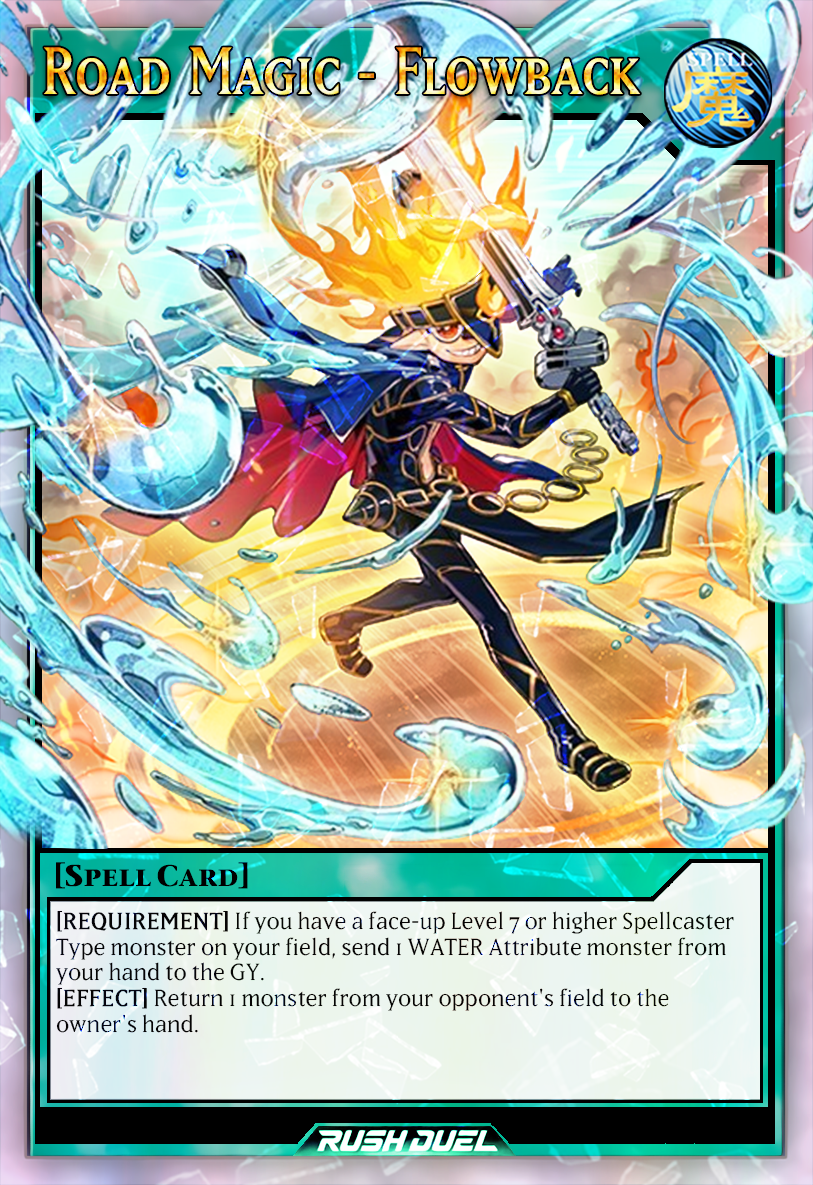 Road Magic - Flowback
SPELL
魔
[Spell Card]
[REQUIREMENT] If you have a face-up Level 7 or higher Spellcaster
Type monster on your field, send 1 WATER Attribute monster from
your hand to the GY.
[EFFECT] Return 1 monster from your opponent's field to the
owner's hand.
RUSH DUEL